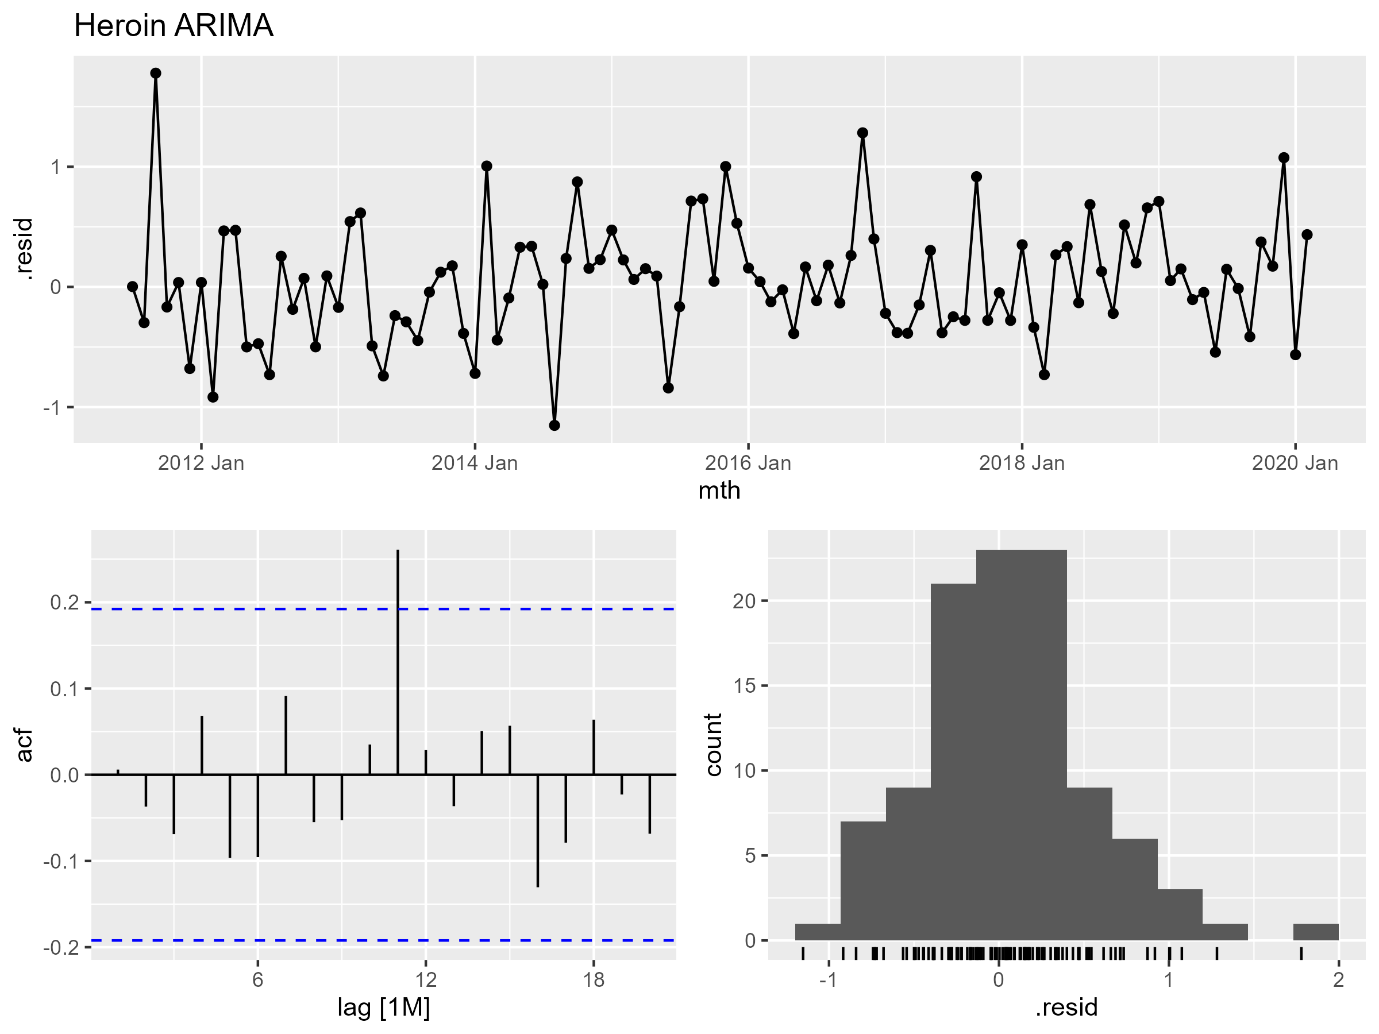 Heroin ARIMA
.resid
1
0
-1
2012 Jan
2014 Jan
2016 Jan
2018 Jan
2020 Jan
mth
acf
0.2
0.1
0.0
-0.1
-0.2
6
12
18
lag [1M]
count
20
15
10
5
0
-1
0
1
2
.resid